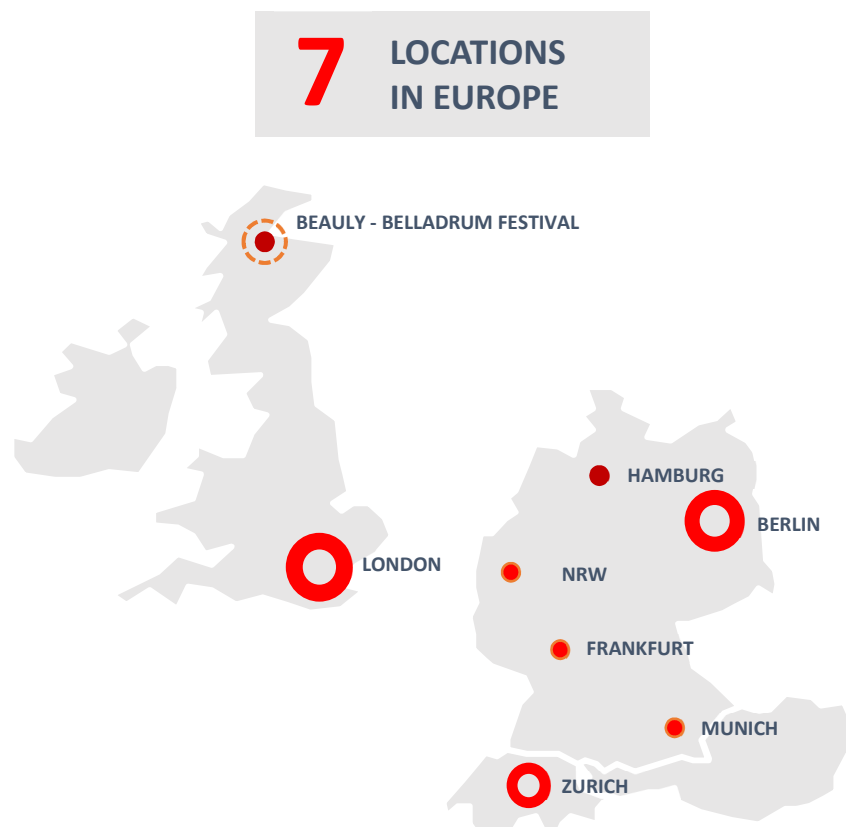 7
LOCATIONS
IN EUROPE
BEAULY - BELLADRUM FESTIVAL
HAMBURG
BERLIN
LONDON
NRW
FRANKFURT
MUNICH
ZURICH